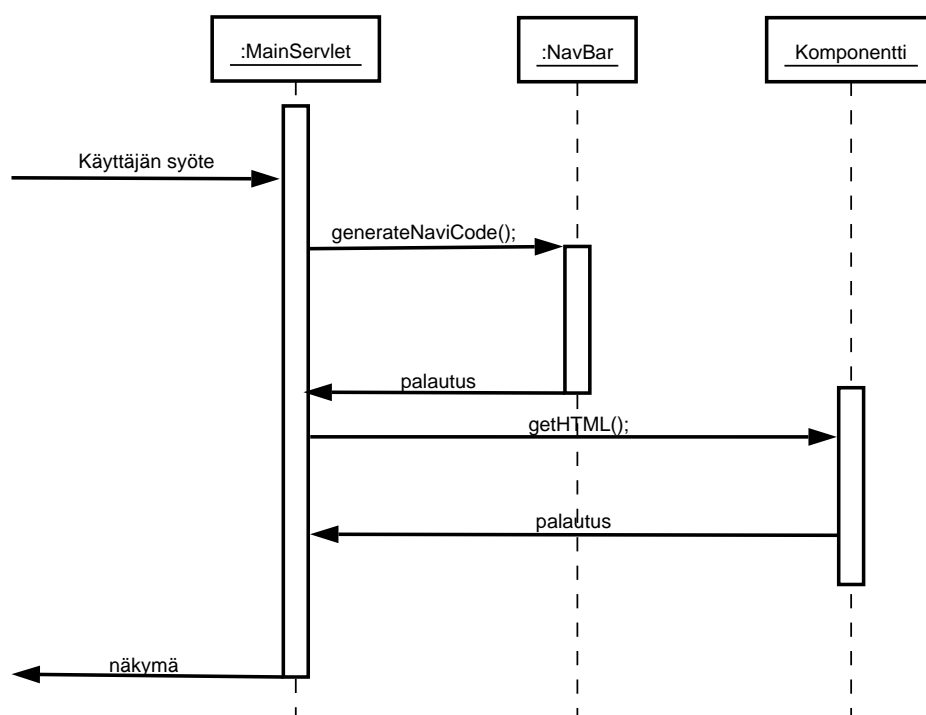 :MainServlet
:NavBar
Komponentti
Käyttäjän syöte
generateNaviCode();
palautus
getHTML();
palautus
näkymä